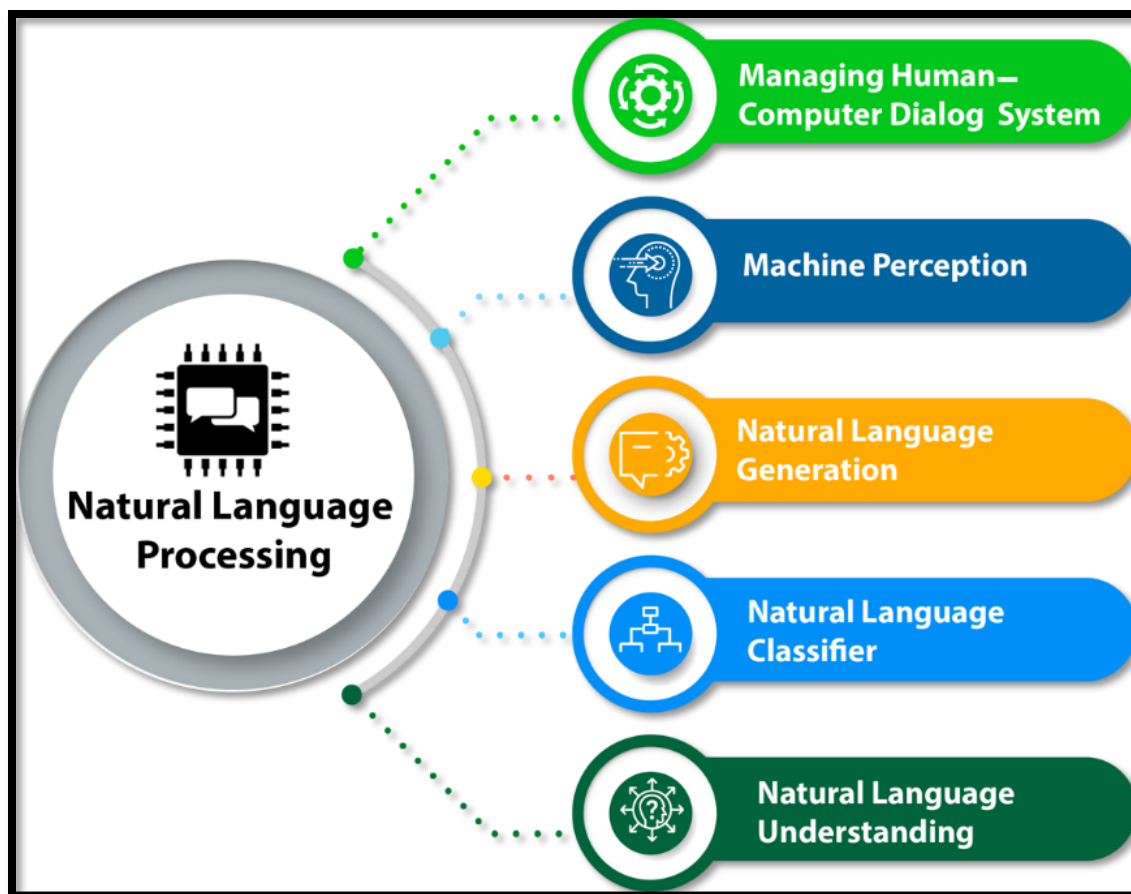 Managing Human–
Computer Dialog System
Machine Perception
Natural Language
Processing
Natural Language
Generation
Natural Language
Classifier
Natural Language
Understanding